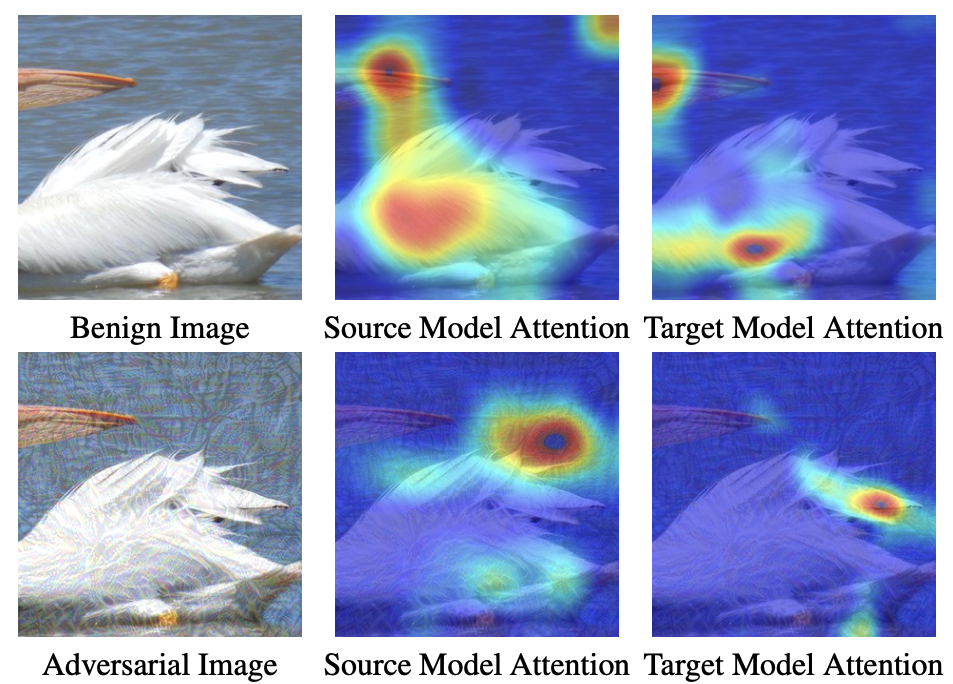 Benign Image
Source Model Attention
Target Model Attention
Adversarial Image
Source Model Attention
Target Model Attention